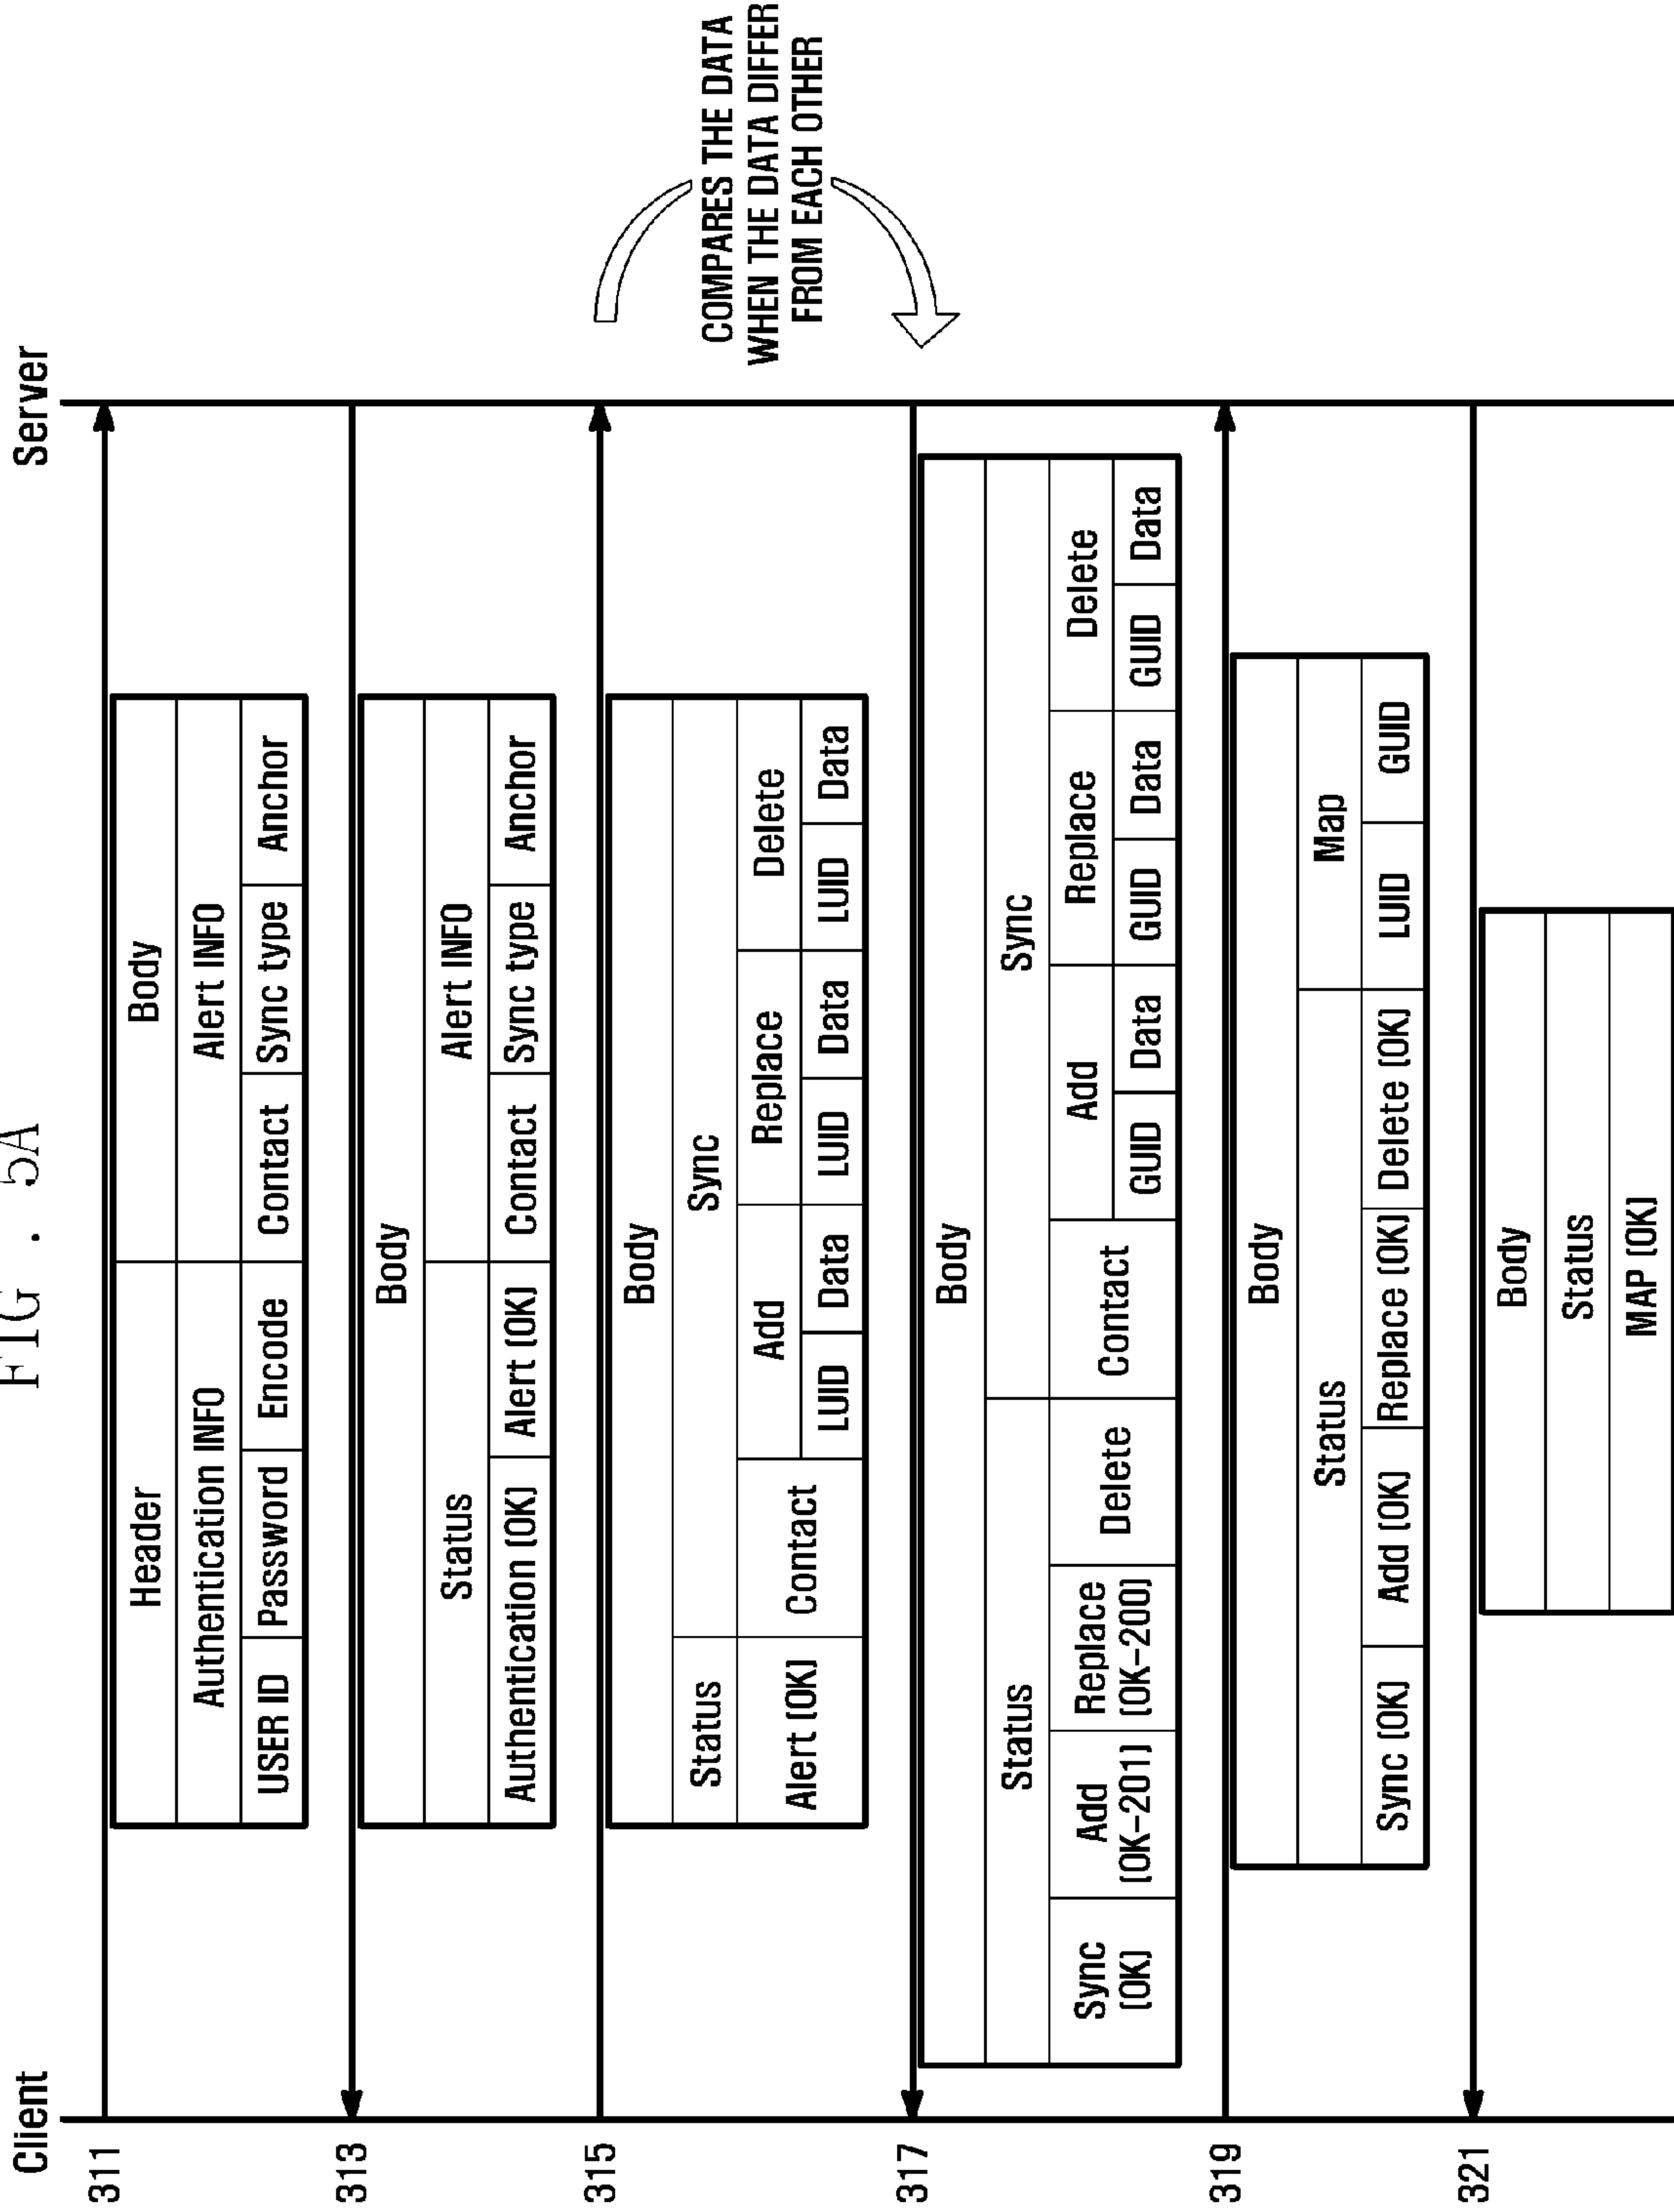 FIG . 5A
Client
Server
311
Header
Body
Authentication INFO
Alert INFO
USER ID
Password
Encode
Contact
Sync type
Anchor
313
Body
Status
Alert INFO
Authentication (OK)
Alert (OK)
Contact
Sync type
Anchor
315
Body
Status
Sync
Alert (OK)
Contact
Add
Replace
Delete
LUID
Data
LUID
Data
LUID
Data
COMPARES THE DATA
WHEN THE DATA DIFFER
FROM EACH OTHER
317
Body
Status
Sync
Sync
(OK)
Add
(OK-201)
Replace
(OK-200)
Delete
Contact
Add
Replace
Delete
GUID
Data
GUID
Data
GUID
Data
319
Body
Status
Map
Sync (OK)
Add (OK)
Replace (OK)
Delete (OK)
LUID
GUID
321
Body
Status
MAP (OK)